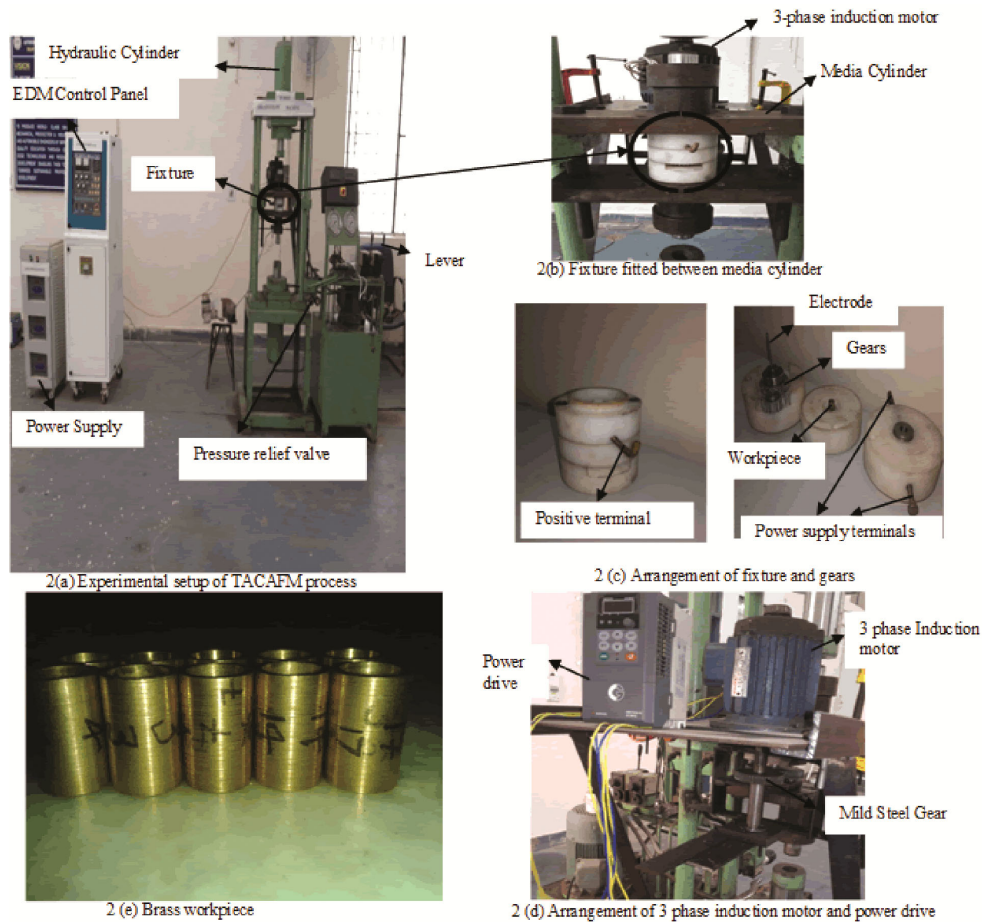 3-phase induction motor
Hydraulic Cylinder
Media Cylinder
EDM Control Panel
Fixture
Lever
2(b) Fixture fitted between media cylinder
Electrode
Gears
Power Supply
Pressure relief valve
Workpiece
Positive terminal
Power supply terminals
2(a) Experimental setup of TACAFM process
2 (c) Arrangement of fixture and gears
3 phase Induction
motor
Power
drive
Mild Steel Gear
2 (e) Brass workpiece
2 (d) Arrangement of 3 phase induction motor and power drive